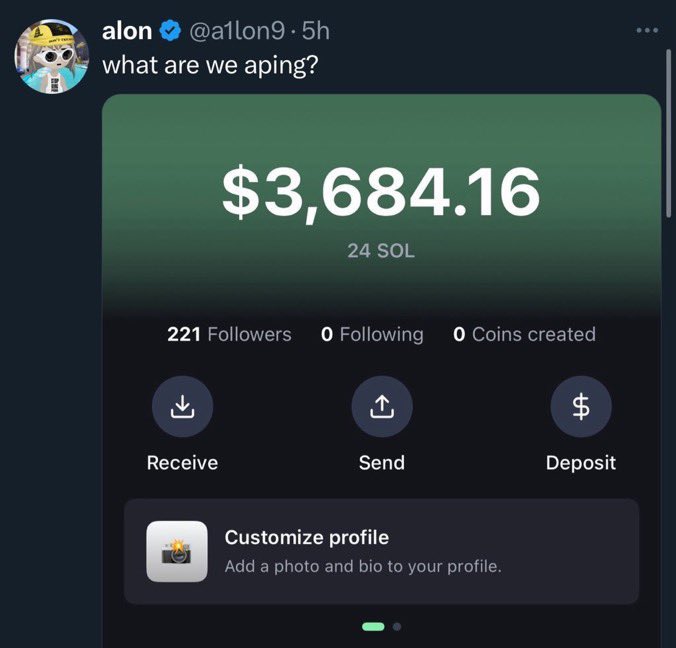 alon @a1lon9 · 5h
what are we aping?
$3,684.16
24 SOL
221 Followers 0 Following 0 Coins created
Receive Send Deposit
Customize profile
Add a photo and bio to your profile.